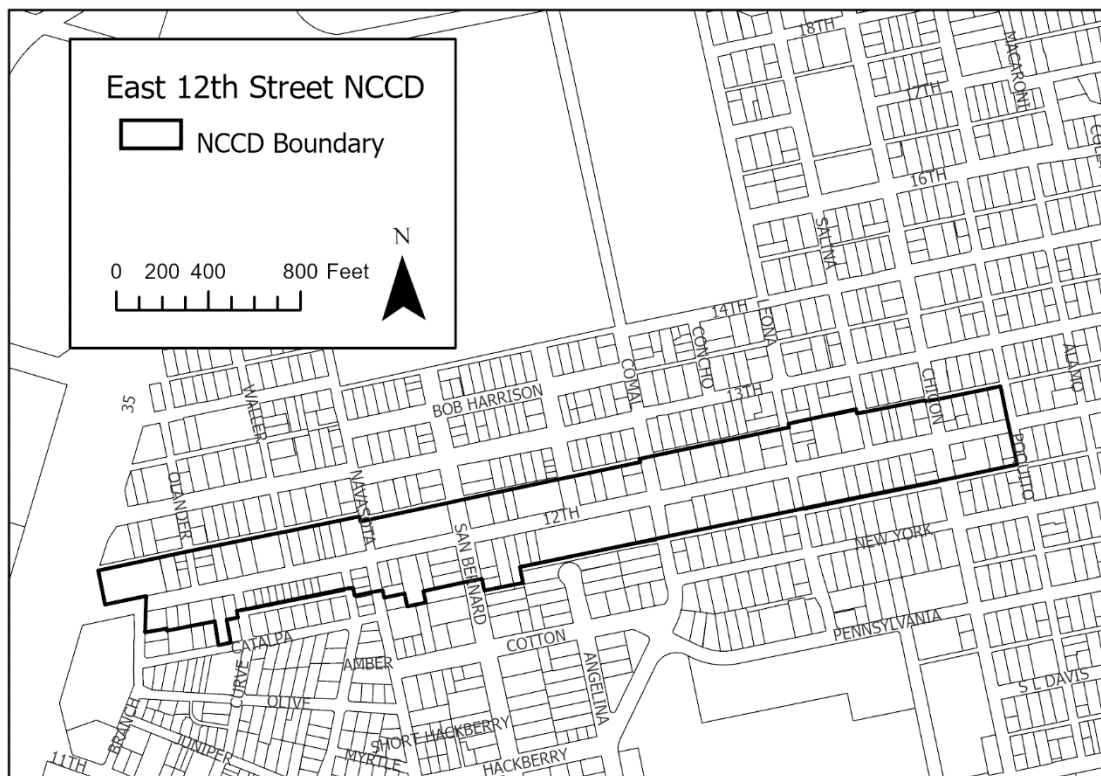 East 12th Street NCCD
NCCD Boundary
N
0 200 400 800 Feet
18TH
MACARONI
17TH
16TH
SALINA
14TH
LEONA
CONCHO
COMAL
13TH
ALAMO
35
WALLER
BOB HARRISON
CHICON
OLANDER
NAVASOTA
12TH
SAN BERNARD
POQUITO
NEW YORK
PENNSYLVANIA
CATALPA
COTTON
AMBER
CURVE
ANGELINA
OLIVE
S L DAVIS
BRANCH
JUNIPER
SHORT HACKBERRY
11TH
MYRTLE
HACKBERRY